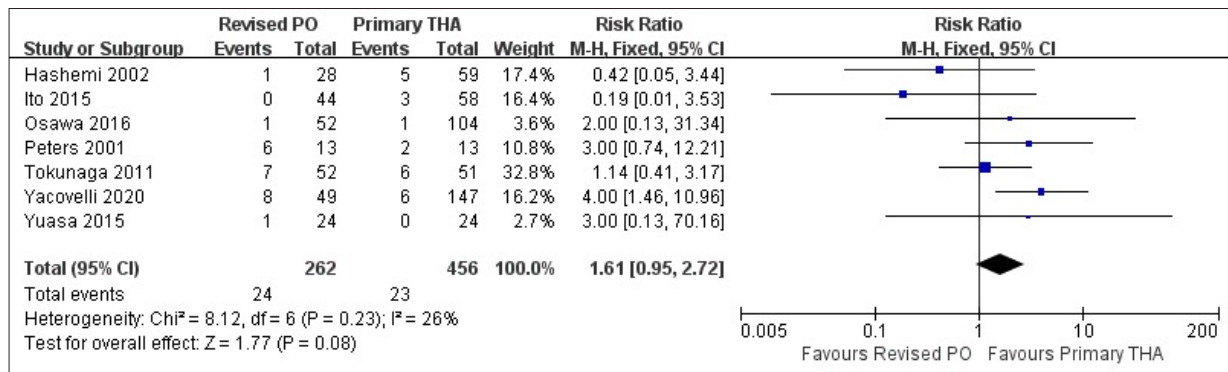 Revised PO Primary THA Risk Ratio Risk Ratio
Study or Subgroup Events Total Events Total Weight M-H, Fixed, 95% CI M-H, Fixed, 95% CI
Hashemi 2002 1 28 5 59 17.4% 0.42 [0.05, 3.44]
Ito 2015 0 44 3 58 16.4% 0.19 [0.01, 3.53]
Osawa 2016 1 52 1 104 3.6% 2.00 [0.13, 31.34]
Peters 2001 6 13 2 13 10.8% 3.00 [0.74, 12.21]
Tokunaga 2011 7 52 6 51 32.8% 1.14 [0.41, 3.17]
Yacovelli 2020 8 49 6 147 16.2% 4.00 [1.46, 10.96]
Yuasa 2015 1 24 0 24 2.7% 3.00 [0.13, 70.16]
Total (95% CI) 262 456 100.0% 1.61 [0.95, 2.72]
Total events 24 23
Heterogeneity: Chi² = 8.12, df = 6 (P = 0.23); I² = 26%
Test for overall effect: Z = 1.77 (P = 0.08)
0.005 0.1 1 10 200
Favours Revised PO Favours Primary THA